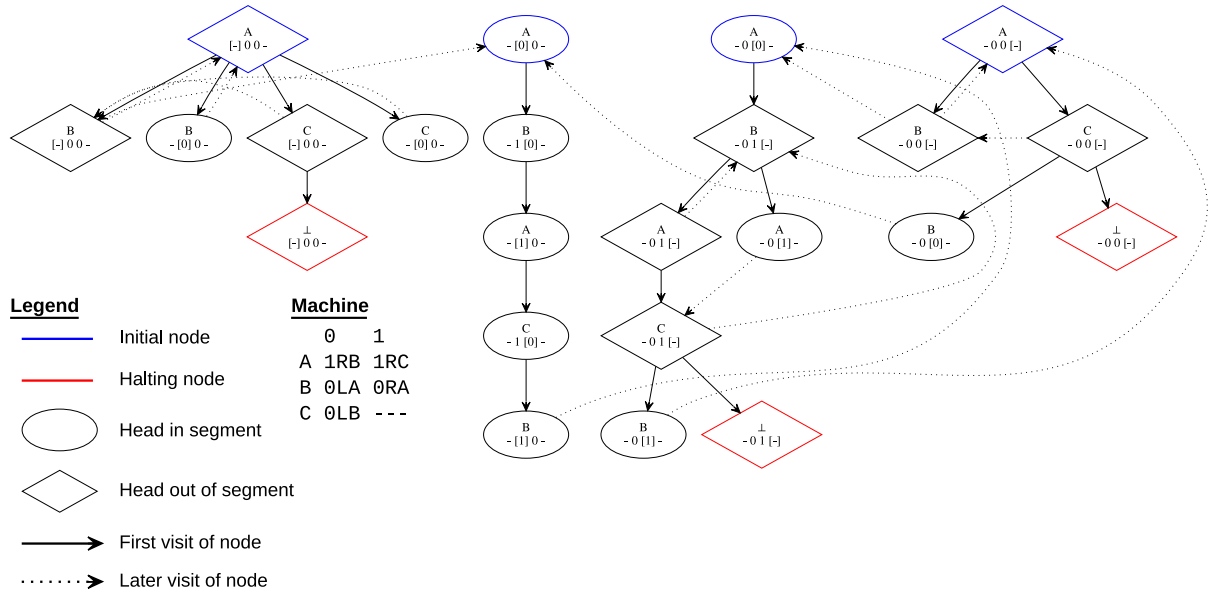 A
[-] 0 0 -
A
- [0] 0 -
A
- 0 [0] -
A
- 0 0 [-]
B
[-] 0 0 -
B
- [0] 0 -
C
[-] 0 0 -
C
- [0] 0 -
B
- 1 [0] -
B
- 0 1 [-]
B
- 0 0 [-]
C
- 0 0 [-]
⊥
[-] 0 0 -
A
- [1] 0 -
A
- 0 1 [-]
A
- 0 [1] -
B
- 0 [0] -
⊥
- 0 0 [-]
C
- 1 [0] -
C
- 0 1 [-]
B
- [1] 0 -
B
- 0 [1] -
⊥
- 0 1 [-]
Legend
Initial node
Halting node
Head in segment
Head out of segment
First visit of node
Later visit of node
Machine
0 1
A 1RB 1RC
B 0LA 0RA
C 0LB ---